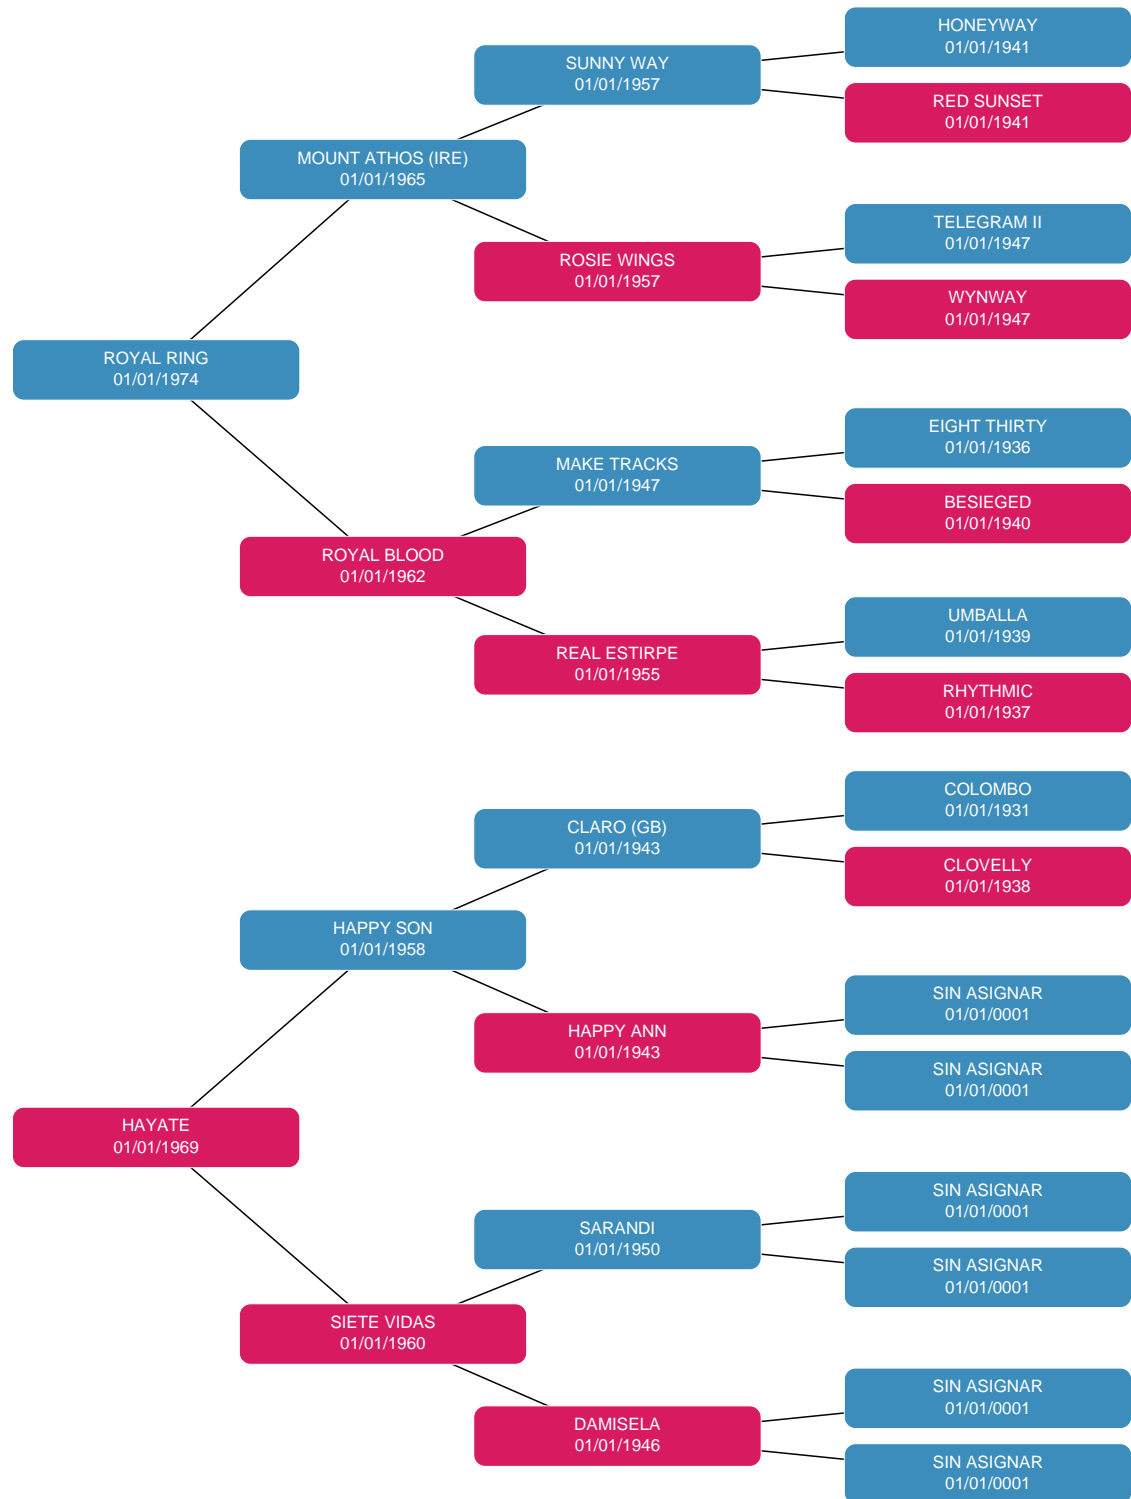 HONEYWAY
01/01/1941
SUNNY WAY
01/01/1957
RED SUNSET
01/01/1941
MOUNT ATHOS (IRE)
01/01/1965
TELEGRAM II
01/01/1947
ROSIE WINGS
01/01/1957
WYNWAY
01/01/1947
ROYAL RING
01/01/1974
EIGHT THIRTY
01/01/1936
MAKE TRACKS
01/01/1947
BESIEGED
01/01/1940
ROYAL BLOOD
01/01/1962
UMBALLA
01/01/1939
REAL ESTIRPE
01/01/1955
RHYTHMIC
01/01/1937
COLOMBO
01/01/1931
CLARO (GB)
01/01/1943
CLOVELLY
01/01/1938
HAPPY SON
01/01/1958
SIN ASIGNAR
01/01/0001
HAPPY ANN
01/01/1943
SIN ASIGNAR
01/01/0001
HAYATE
01/01/1969
SIN ASIGNAR
01/01/0001
SARANDI
01/01/1950
SIN ASIGNAR
01/01/0001
SIETE VIDAS
01/01/1960
SIN ASIGNAR
01/01/0001
DAMISELA
01/01/1946
SIN ASIGNAR
01/01/0001